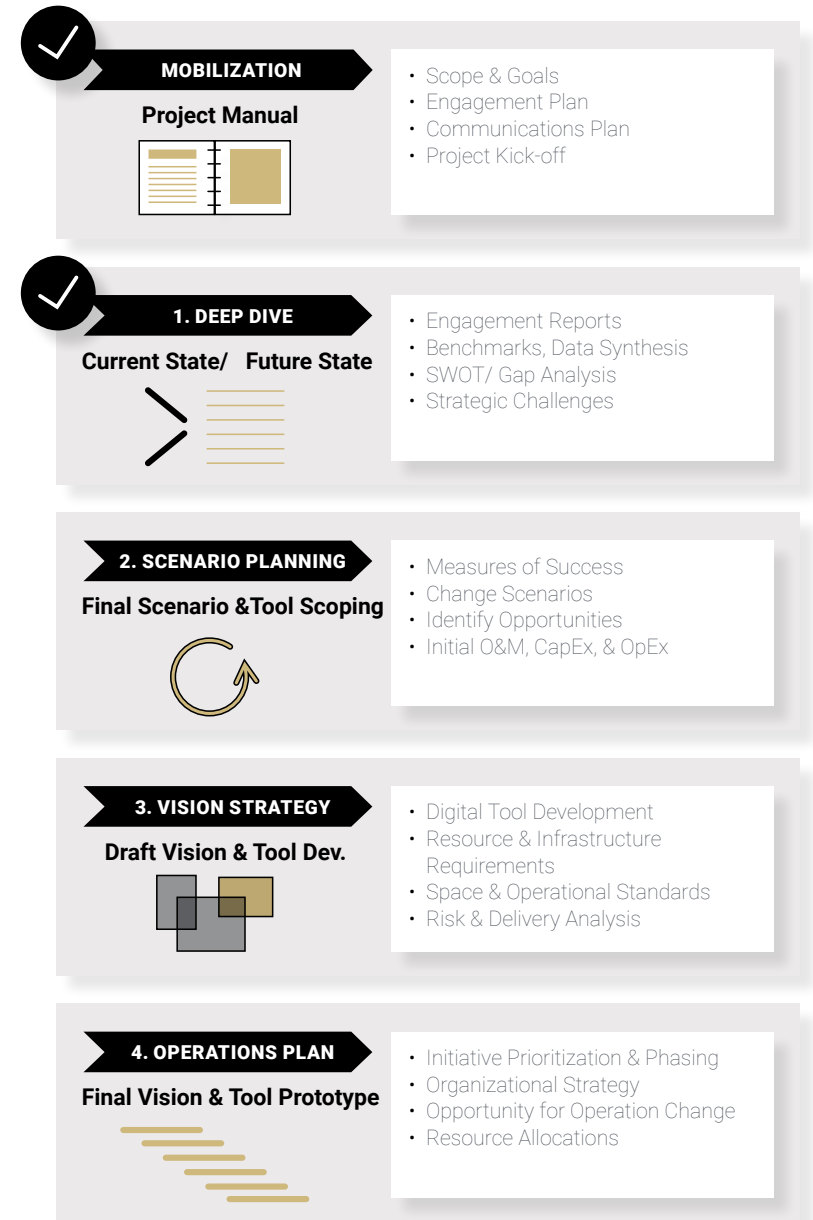 MOBILIZATION
Project Manual
• Scope & Goals
• Engagement Plan
• Communications Plan
• Project Kick-off
1. DEEP DIVE
Current State/ Future State
• Engagement Reports
• Benchmarks, Data Synthesis
• SWOT/ Gap Analysis
• Strategic Challenges
2. SCENARIO PLANNING
Final Scenario &Tool Scoping
• Measures of Success
• Change Scenarios
• Identify Opportunities
• Initial O&M, CapEx, & OpEx
3. VISION STRATEGY
Draft Vision & Tool Dev.
• Digital Tool Development
• Resource & Infrastructure
Requirements
• Space & Operational Standards
• Risk & Delivery Analysis
4. OPERATIONS PLAN
Final Vision & Tool Prototype
• Initiative Prioritization & Phasing
• Organizational Strategy
• Opportunity for Operation Change
• Resource Allocations